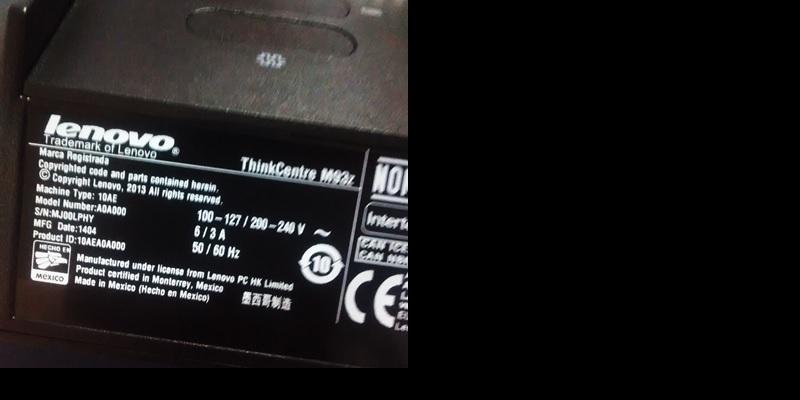 lenovo®
Trademark of Lenovo
Marca Registrada
ThinkCentre M93z
Copyrighted code and parts contained herein.
© Copyright Lenovo, 2013 All rights reserved.
Machine Type: 10AE
Model Number:A0A000
S/N:MJ00LPHY
MFG Date:1404
Product ID:10AEA0A000
100-127 / 200-240 V ~
6 / 3 A
50 / 60 Hz
10
HECHO EN
MEXICO
Manufactured under license from Lenovo PC HK Limited
Product certified in Monterrey, Mexico
Made in Mexico (Hecho en Mexico)
墨西哥制造
CAN ICE
CE